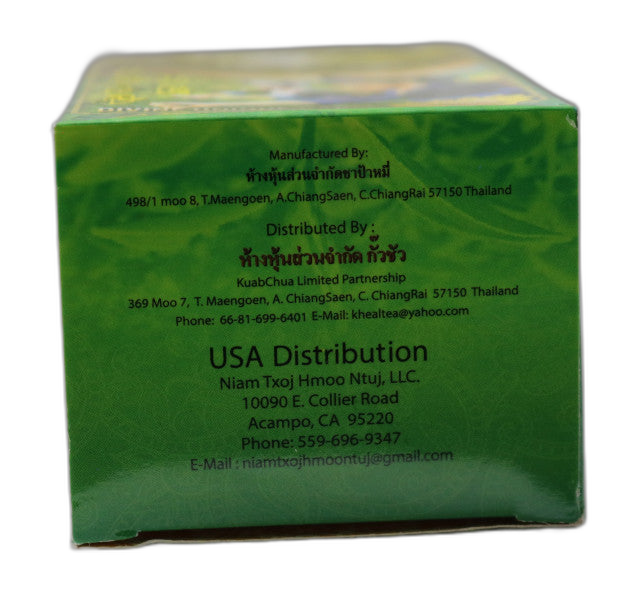 Manufactured By:
ห้างหุ้นส่วนจำกัดชาป้าหมี่
498/1 moo 8, T.Maengoen, A.ChiangSaen, C.ChiangRai 57150 Thailand
Distributed By :
ห้างหุ้นส่วนจำกัด กั๊วชัว
KuabChua Limited Partnership
369 Moo 7, T. Maengoen, A. ChiangSaen, C. ChiangRai 57150 Thailand
Phone: 66-81-699-6401 E-Mail: khealtea@yahoo.com
USA Distribution
Niam Txoj Hmoo Ntuj, LLC.
10090 E. Collier Road
Acampo, CA 95220
Phone: 559-696-9347
E-Mail : niamtxojhmoontuj@gmail.com